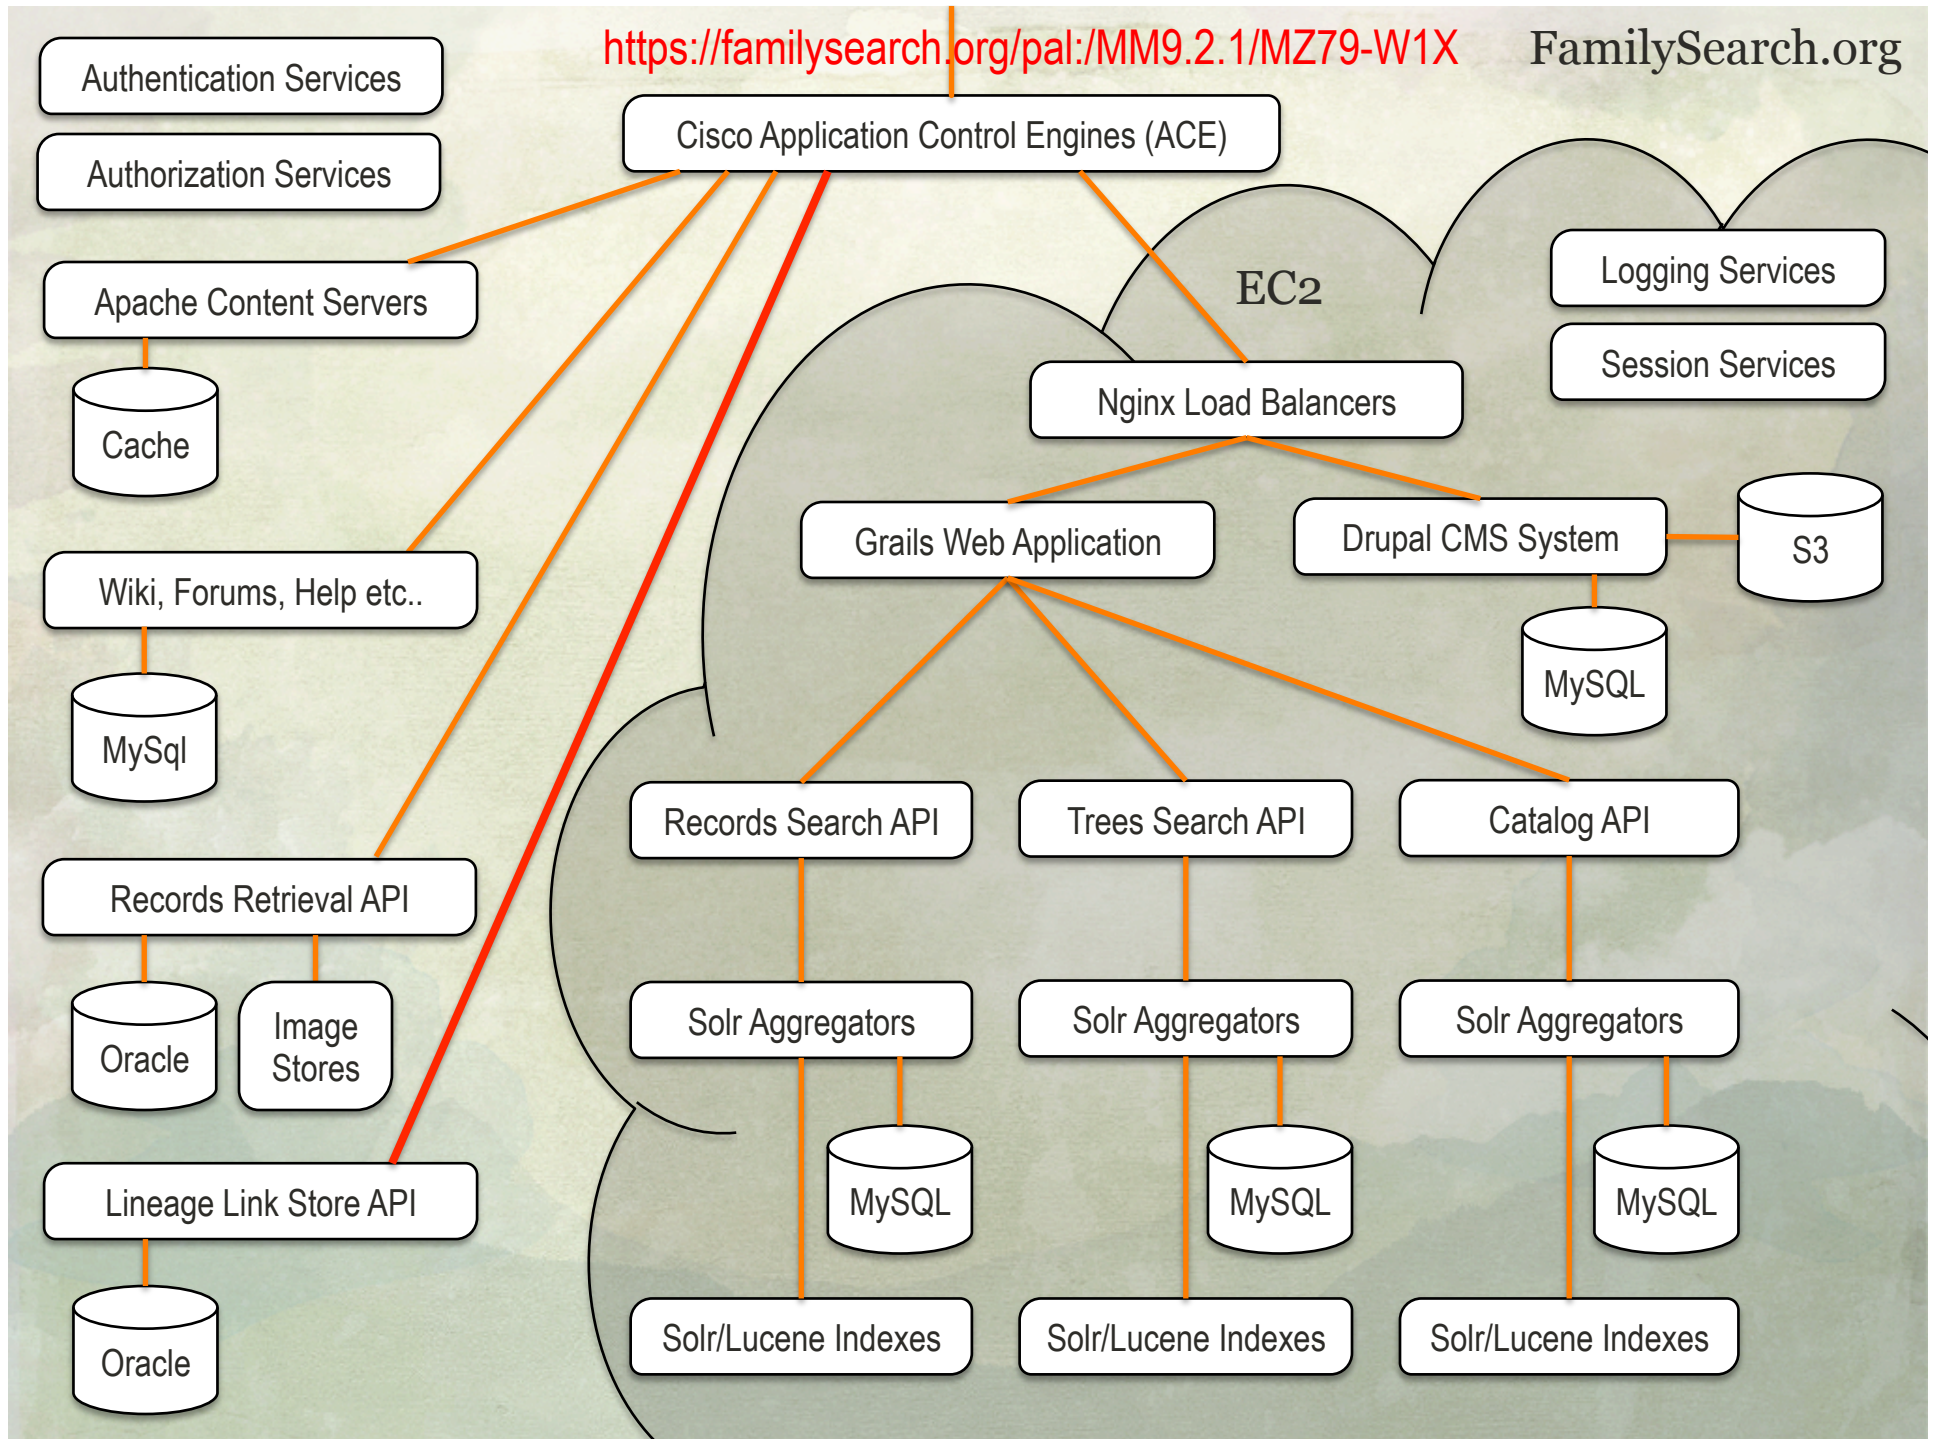 https://familysearch.org/pal:/MM9.2.1/MZ79-W1X
FamilySearch.org
Authentication Services
Authorization Services
Cisco Application Control Engines (ACE)
Apache Content Servers
Cache
EC2
Logging Services
Session Services
Nginx Load Balancers
Grails Web Application
Drupal CMS System
S3
MySQL
Wiki, Forums, Help etc..
MySql
Records Search API
Trees Search API
Catalog API
Records Retrieval API
Oracle
Image
Stores
Solr Aggregators
Solr Aggregators
Solr Aggregators
MySQL
MySQL
MySQL
Lineage Link Store API
Oracle
Solr/Lucene Indexes
Solr/Lucene Indexes
Solr/Lucene Indexes